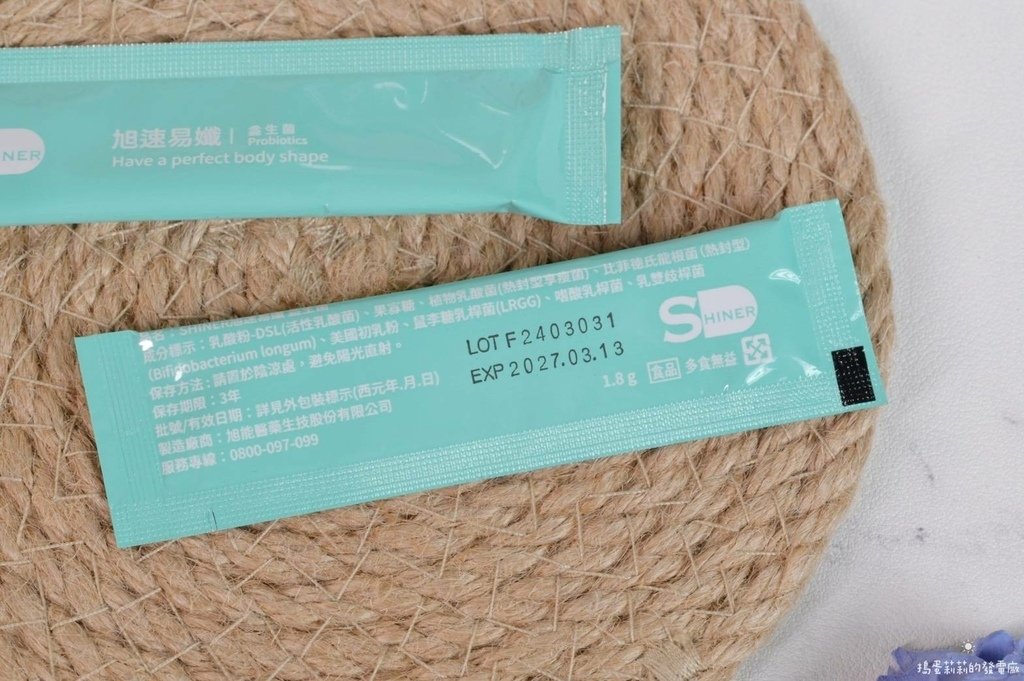 HINER
旭速易孅 | 益生菌
Probiotics
Have a perfect body shape
成分標示：乳酸粉-DSL(活性乳酸菌)、果寡糖、植物乳酸菌(熱封型孕痩菌)、比菲德氏龍根菌(熱封型)
(Bifidobacterium longum)、美國初乳粉、鼠李糖乳桿菌(LRGG)、嗜酸乳桿菌、乳雙歧桿菌
保存方法：請置於陰涼處，避免陽光直射。
保存期限：3年
批號/有效日期：詳見外包裝標示(西元年.月.日)
製造廠商：旭能醫藥生技股份有限公司
服務專線：0800-097-099
LOT F2403031
EXP 2027.03.13
SHINER
1.8g 食品 多食無益
搗蛋莉莉的發電廠